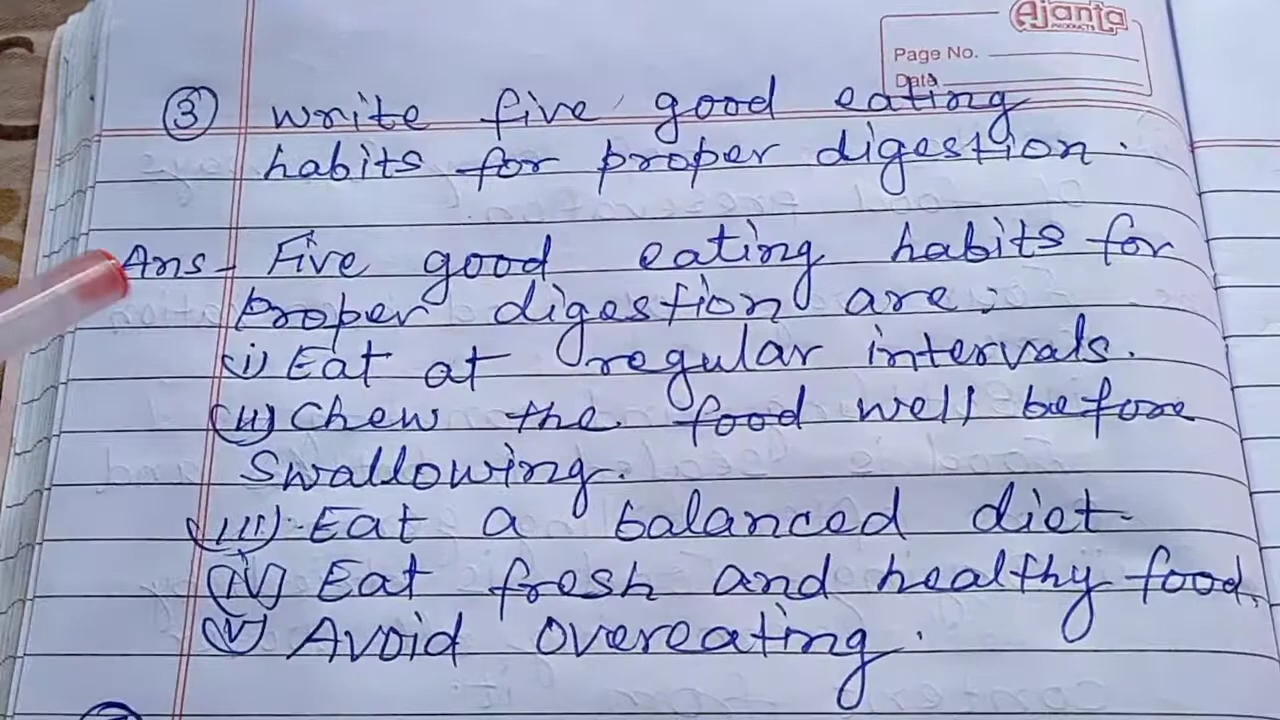 Ajanta
PRODUCTS
Page No.
Date
③ Write five good eating
habits for proper digestion.
Ans- Five good eating habits for
proper digestion are:
(i) Eat at regular intervals.
(ii) Chew the food well before
swallowing.
(iii) Eat a balanced diet.
(iv) Eat fresh and healthy food.
(v) Avoid overeating.